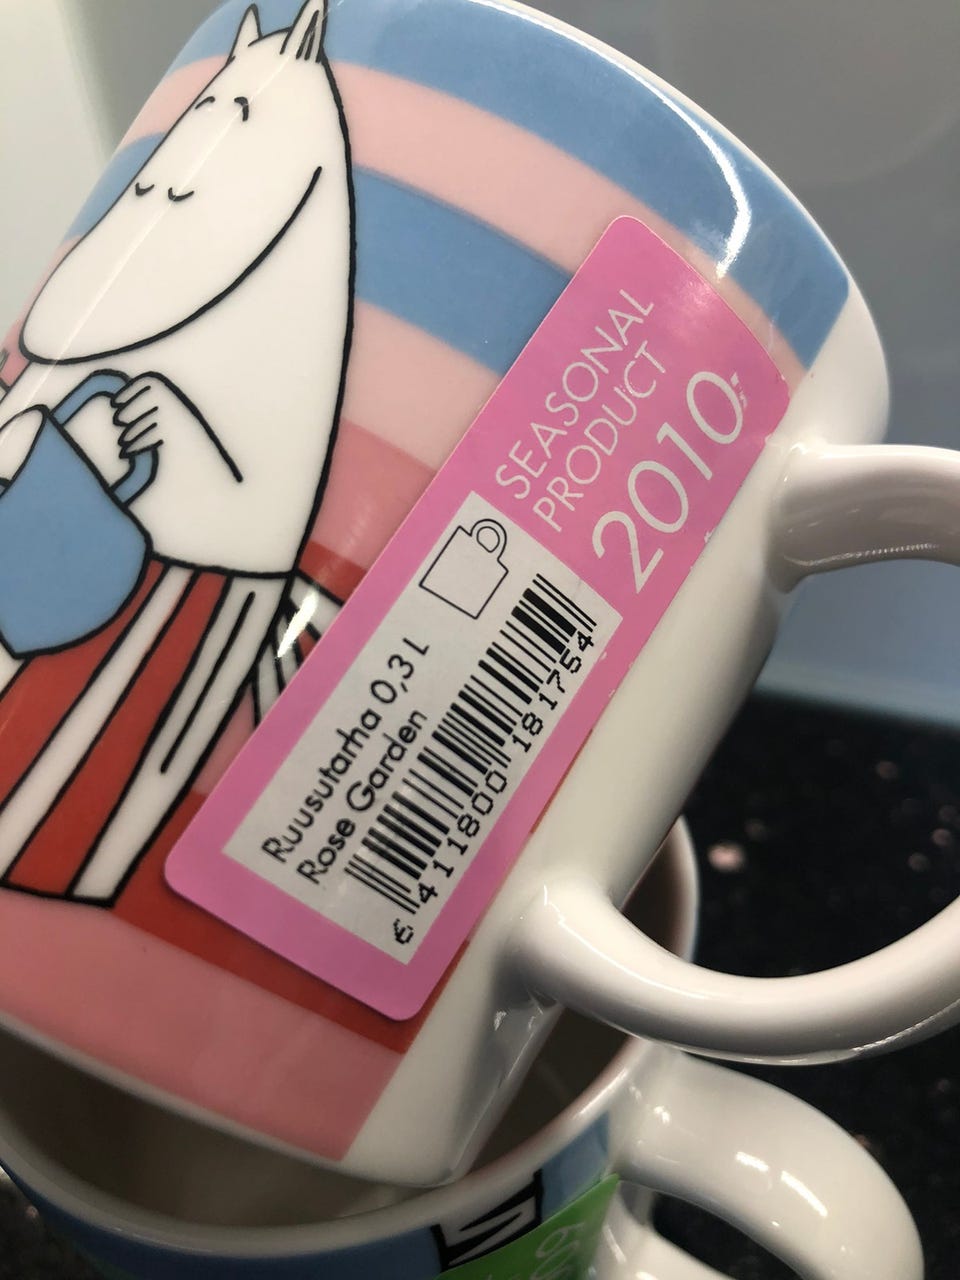 SEASONAL
PRODUCT
2010
Ruusutarha 0,3 L
Rose Garden
6 411800 181754